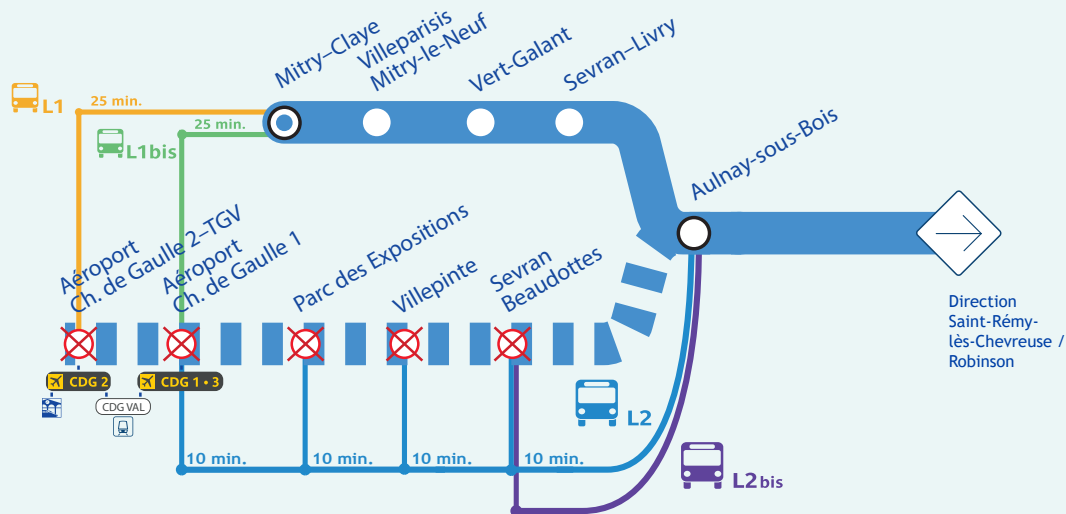 Mitry–Claye
Villeparisis
Mitry-le-Neuf
Vert-Galant
Sevran–Livry
L1
25 min.
25 min.
L1bis
Aulnay-sous-Bois
Aéroport
Ch. de Gaulle 2–TGV
Aéroport
Ch. de Gaulle 1
Parc des Expositions
Villepinte
Sevran
Beaudottes
Direction
Saint-Rémy-
lès-Chevreuse /
Robinson
CDG 2
CDG 1 • 3
CDG VAL
L2
10 min.
10 min.
10 min.
10 min.
L2 bis